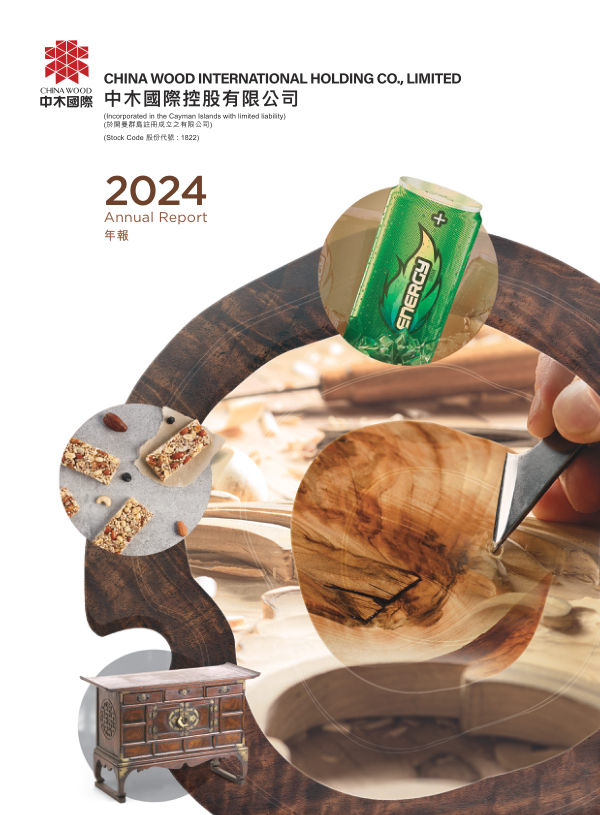 CHINA WOOD
中木國際
CHINA WOOD INTERNATIONAL HOLDING CO., LIMITED
中木國際控股有限公司
(Incorporated in the Cayman Islands with limited liability)
(於開曼群島註冊成立之有限公司)
(Stock Code 股份代號 : 1822)
2024
Annual Report
年報
+
ENERGY